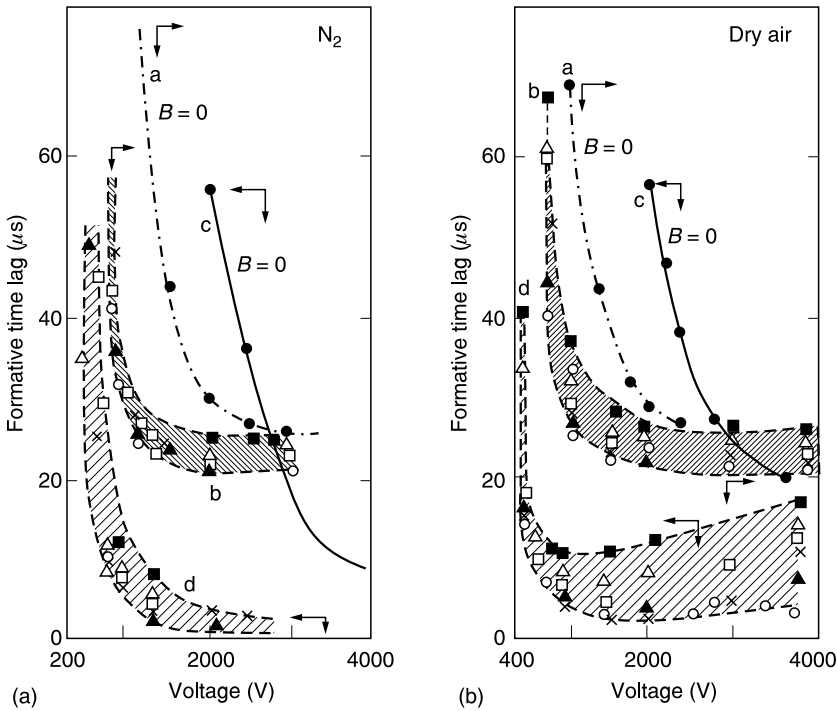 N₂
a
B = 0
c
B = 0
b
d
60
40
20
0
200
2000
4000
Formative time lag (μs)
Voltage (V)
(a)
Dry air
a
b
B = 0
c
B = 0
d
60
40
20
0
400
2000
4000
Formative time lag (μs)
Voltage (V)
(b)